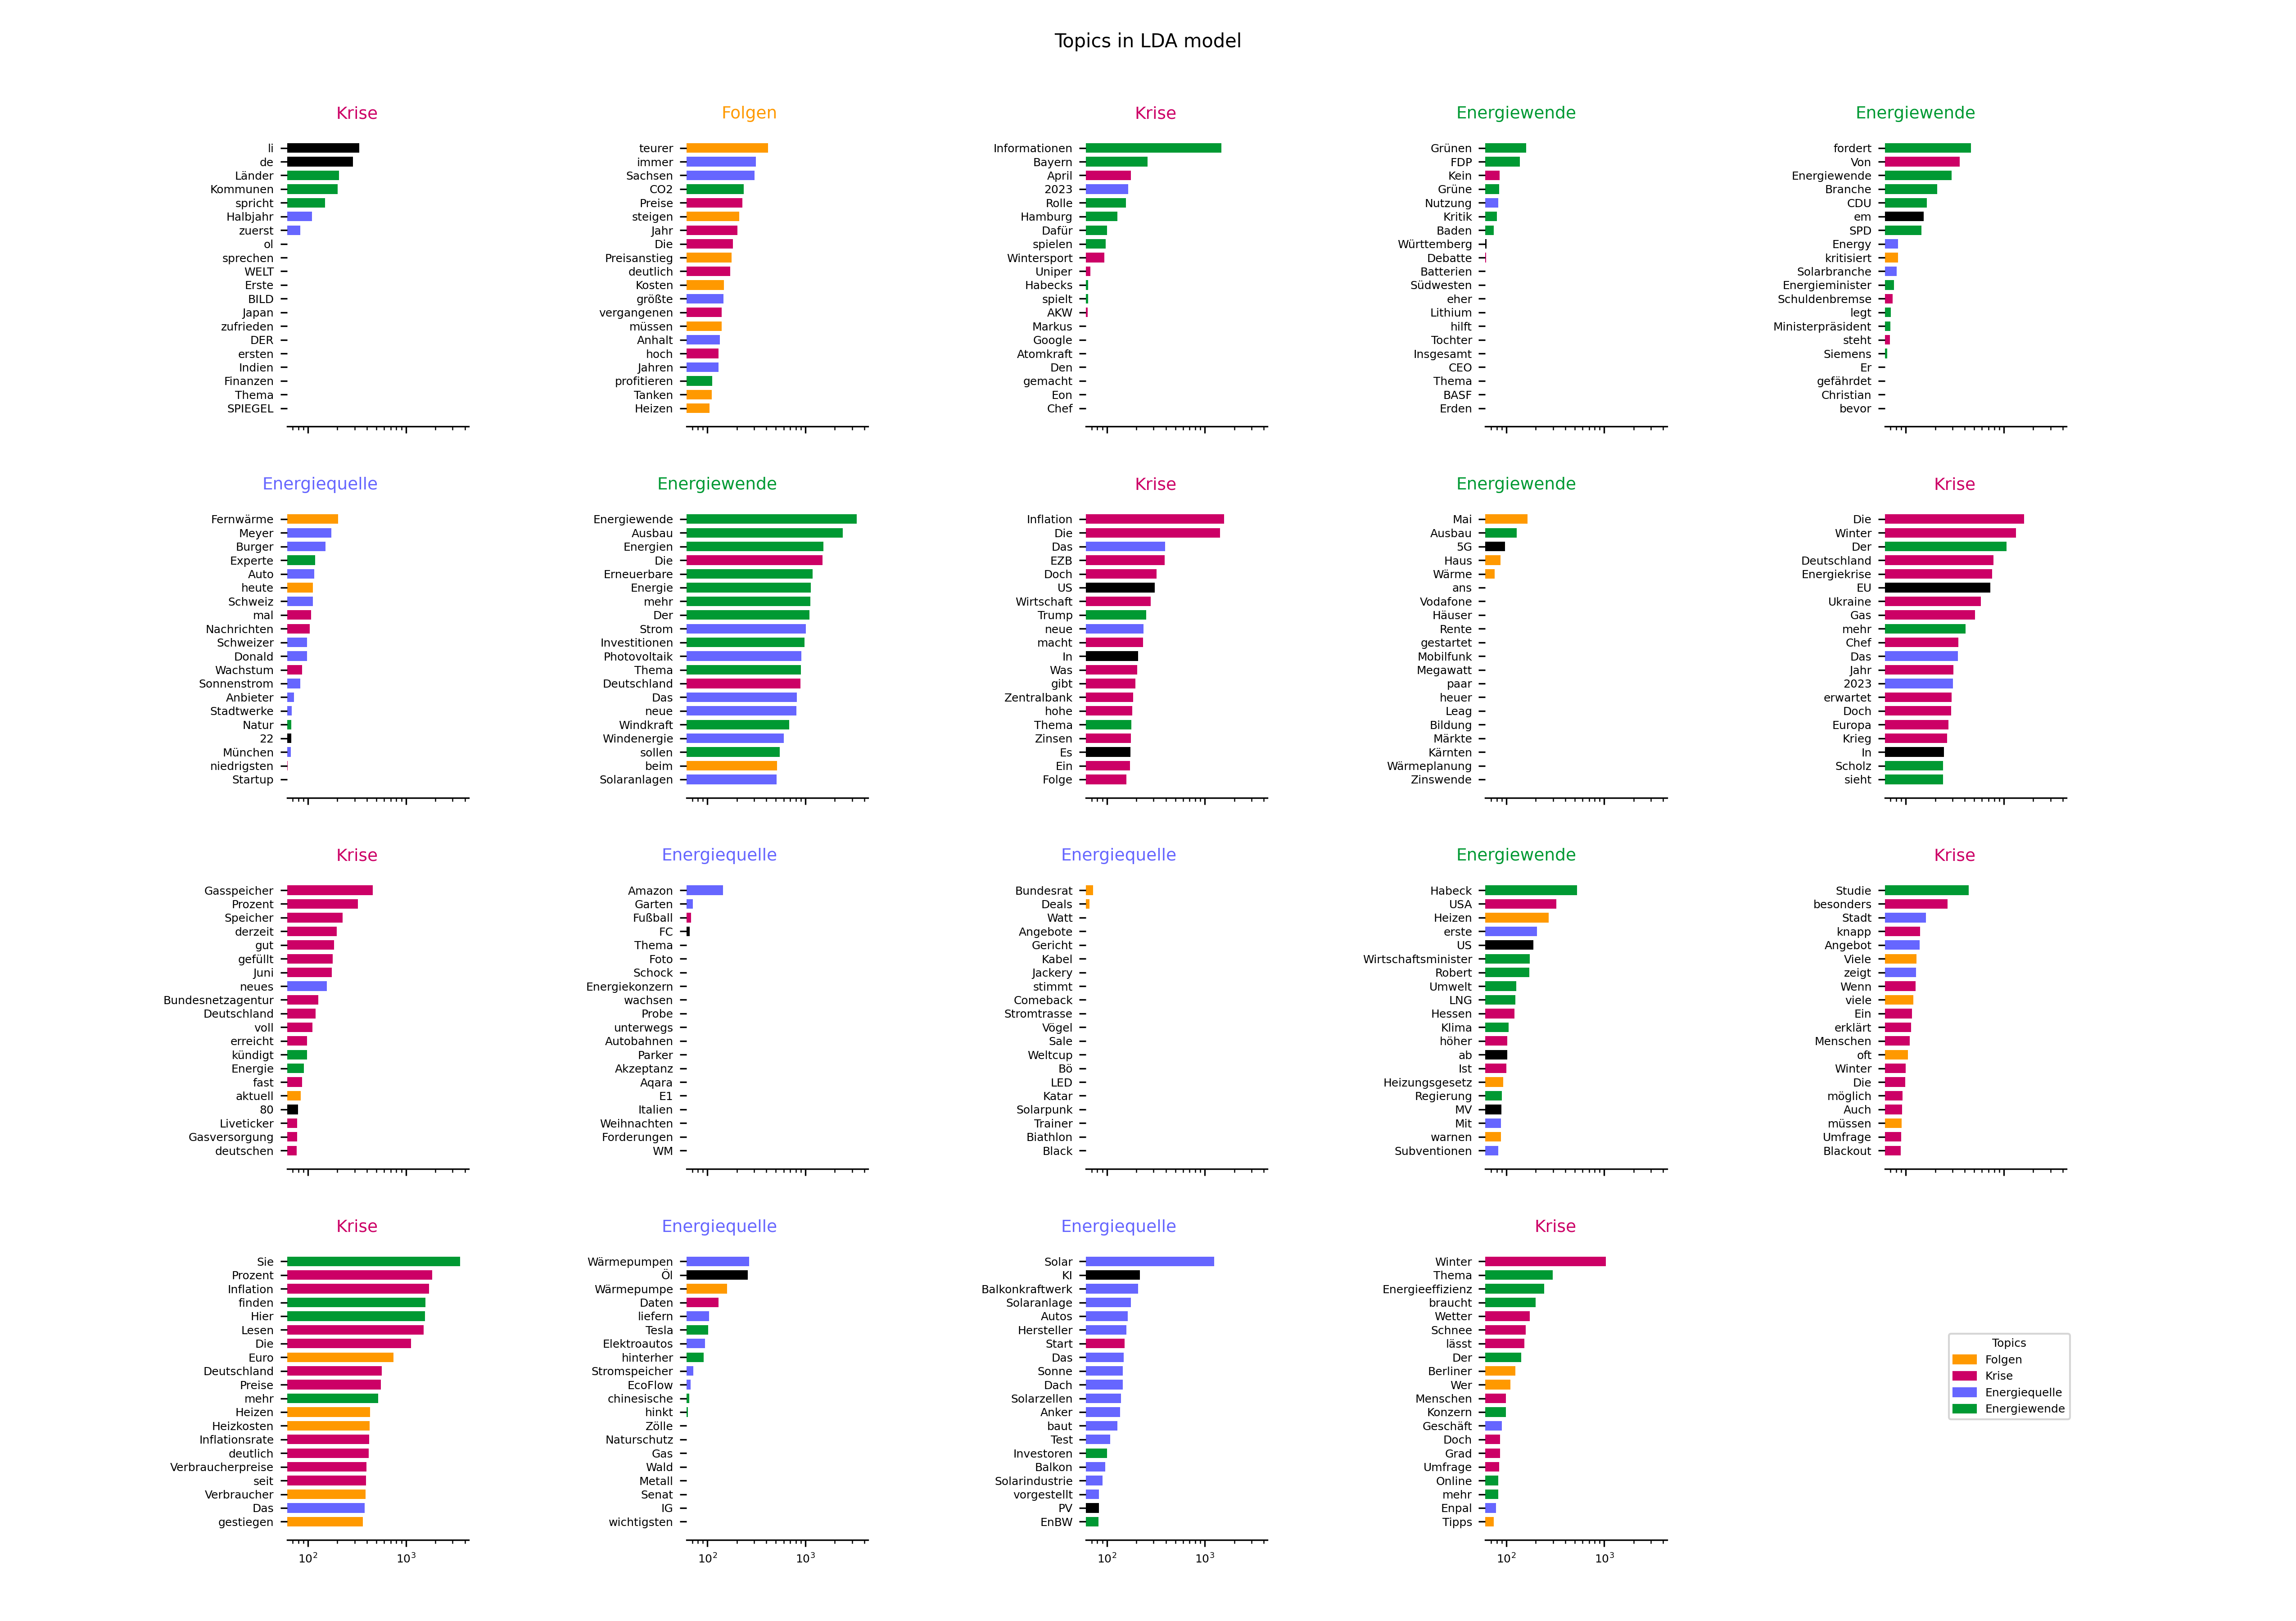 Topics in LDA model
Krise
li
de
Länder
Kommunen
spricht
Halbjahr
zuerst
ol
sprechen
WELT
Erste
BILD
Japan
zufrieden
DER
ersten
Indien
Finanzen
Thema
SPIEGEL
Folgen
teurer
immer
Sachsen
CO2
Preise
steigen
Jahr
Die
Preisanstieg
deutlich
Kosten
größte
vergangenen
müssen
Anhalt
hoch
Jahren
profitieren
Tanken
Heizen
Krise
Informationen
Bayern
April
2023
Rolle
Hamburg
Dafür
spielen
Wintersport
Uniper
Habecks
spielt
AKW
Markus
Google
Atomkraft
Den
gemacht
Eon
Chef
Energiewende
Grünen
FDP
Kein
Grüne
Nutzung
Kritik
Baden
Württemberg
Debatte
Batterien
Südwesten
eher
Lithium
hilft
Tochter
Insgesamt
CEO
Thema
BASF
Erden
Energiewende
fordert
Von
Energiewende
Branche
CDU
em
SPD
Energy
kritisiert
Solarbranche
Energieminister
Schuldenbremse
legt
Ministerpräsident
steht
Siemens
Er
gefährdet
Christian
bevor
Energiequelle
Fernwärme
Meyer
Burger
Experte
Auto
heute
Schweiz
mal
Nachrichten
Schweizer
Donald
Wachstum
Sonnenstrom
Anbieter
Stadtwerke
Natur
22
München
niedrigsten
Startup
Energiewende
Energiewende
Ausbau
Energien
Die
Erneuerbare
Energie
mehr
Der
Strom
Investitionen
Photovoltaik
Thema
Deutschland
Das
neue
Windkraft
Windenergie
sollen
beim
Solaranlagen
Krise
Inflation
Die
Das
EZB
Doch
US
Wirtschaft
Trump
neue
macht
In
Was
gibt
Zentralbank
hohe
Thema
Zinsen
Es
Ein
Folge
Energiewende
Mai
Ausbau
5G
Haus
Wärme
ans
Vodafone
Häuser
Rente
gestartet
Mobilfunk
Megawatt
paar
heuer
Leag
Bildung
Märkte
Kärnten
Wärmeplanung
Zinswende
Krise
Die
Winter
Der
Deutschland
Energiekrise
EU
Ukraine
Gas
mehr
Chef
Das
Jahr
2023
erwartet
Doch
Europa
Krieg
In
Scholz
sieht
Krise
Gasspeicher
Prozent
Speicher
derzeit
gut
gefüllt
Juni
neues
Bundesnetzagentur
Deutschland
voll
erreicht
kündigt
Energie
fast
aktuell
80
Liveticker
Gasversorgung
deutschen
Energiequelle
Amazon
Garten
Fußball
FC
Thema
Foto
Schock
Energiekonzern
wachsen
Probe
unterwegs
Autobahnen
Parker
Akzeptanz
Aqara
E1
Italien
Weihnachten
Forderungen
WM
Energiequelle
Bundesrat
Deals
Watt
Angebote
Gericht
Kabel
Jackery
stimmt
Comeback
Stromtrasse
Vögel
Sale
Weltcup
Bö
LED
Katar
Solarpunk
Trainer
Biathlon
Black
Energiewende
Habeck
USA
Heizen
erste
US
Wirtschaftsminister
Robert
Umwelt
LNG
Hessen
Klima
höher
ab
Ist
Heizungsgesetz
Regierung
MV
Mit
warnen
Subventionen
Krise
Studie
besonders
Stadt
knapp
Angebot
Viele
zeigt
Wenn
viele
Ein
erklärt
Menschen
oft
Winter
Die
möglich
Auch
müssen
Umfrage
Blackout
Krise
Sie
Prozent
Inflation
finden
Hier
Lesen
Die
Euro
Deutschland
Preise
mehr
Heizen
Heizkosten
Inflationsrate
deutlich
Verbraucherpreise
seit
Verbraucher
Das
gestiegen
10²
10³
Energiequelle
Wärmepumpen
Öl
Wärmepumpe
Daten
liefern
Tesla
Elektroautos
hinterher
Stromspeicher
EcoFlow
chinesische
hinkt
Zölle
Naturschutz
Gas
Wald
Metall
Senat
IG
wichtigsten
10²
10³
Energiequelle
Solar
KI
Balkonkraftwerk
Solaranlage
Autos
Hersteller
Start
Das
Sonne
Dach
Solarzellen
Anker
baut
Test
Investoren
Balkon
Solarindustrie
vorgestellt
PV
EnBW
10²
10³
Krise
Winter
Thema
Energieeffizienz
braucht
Wetter
Schnee
lässt
Der
Berliner
Wer
Menschen
Konzern
Geschäft
Doch
Grad
Umfrage
Online
mehr
Enpal
Tipps
10²
10³
Topics
Folgen
Krise
Energiequelle
Energiewende